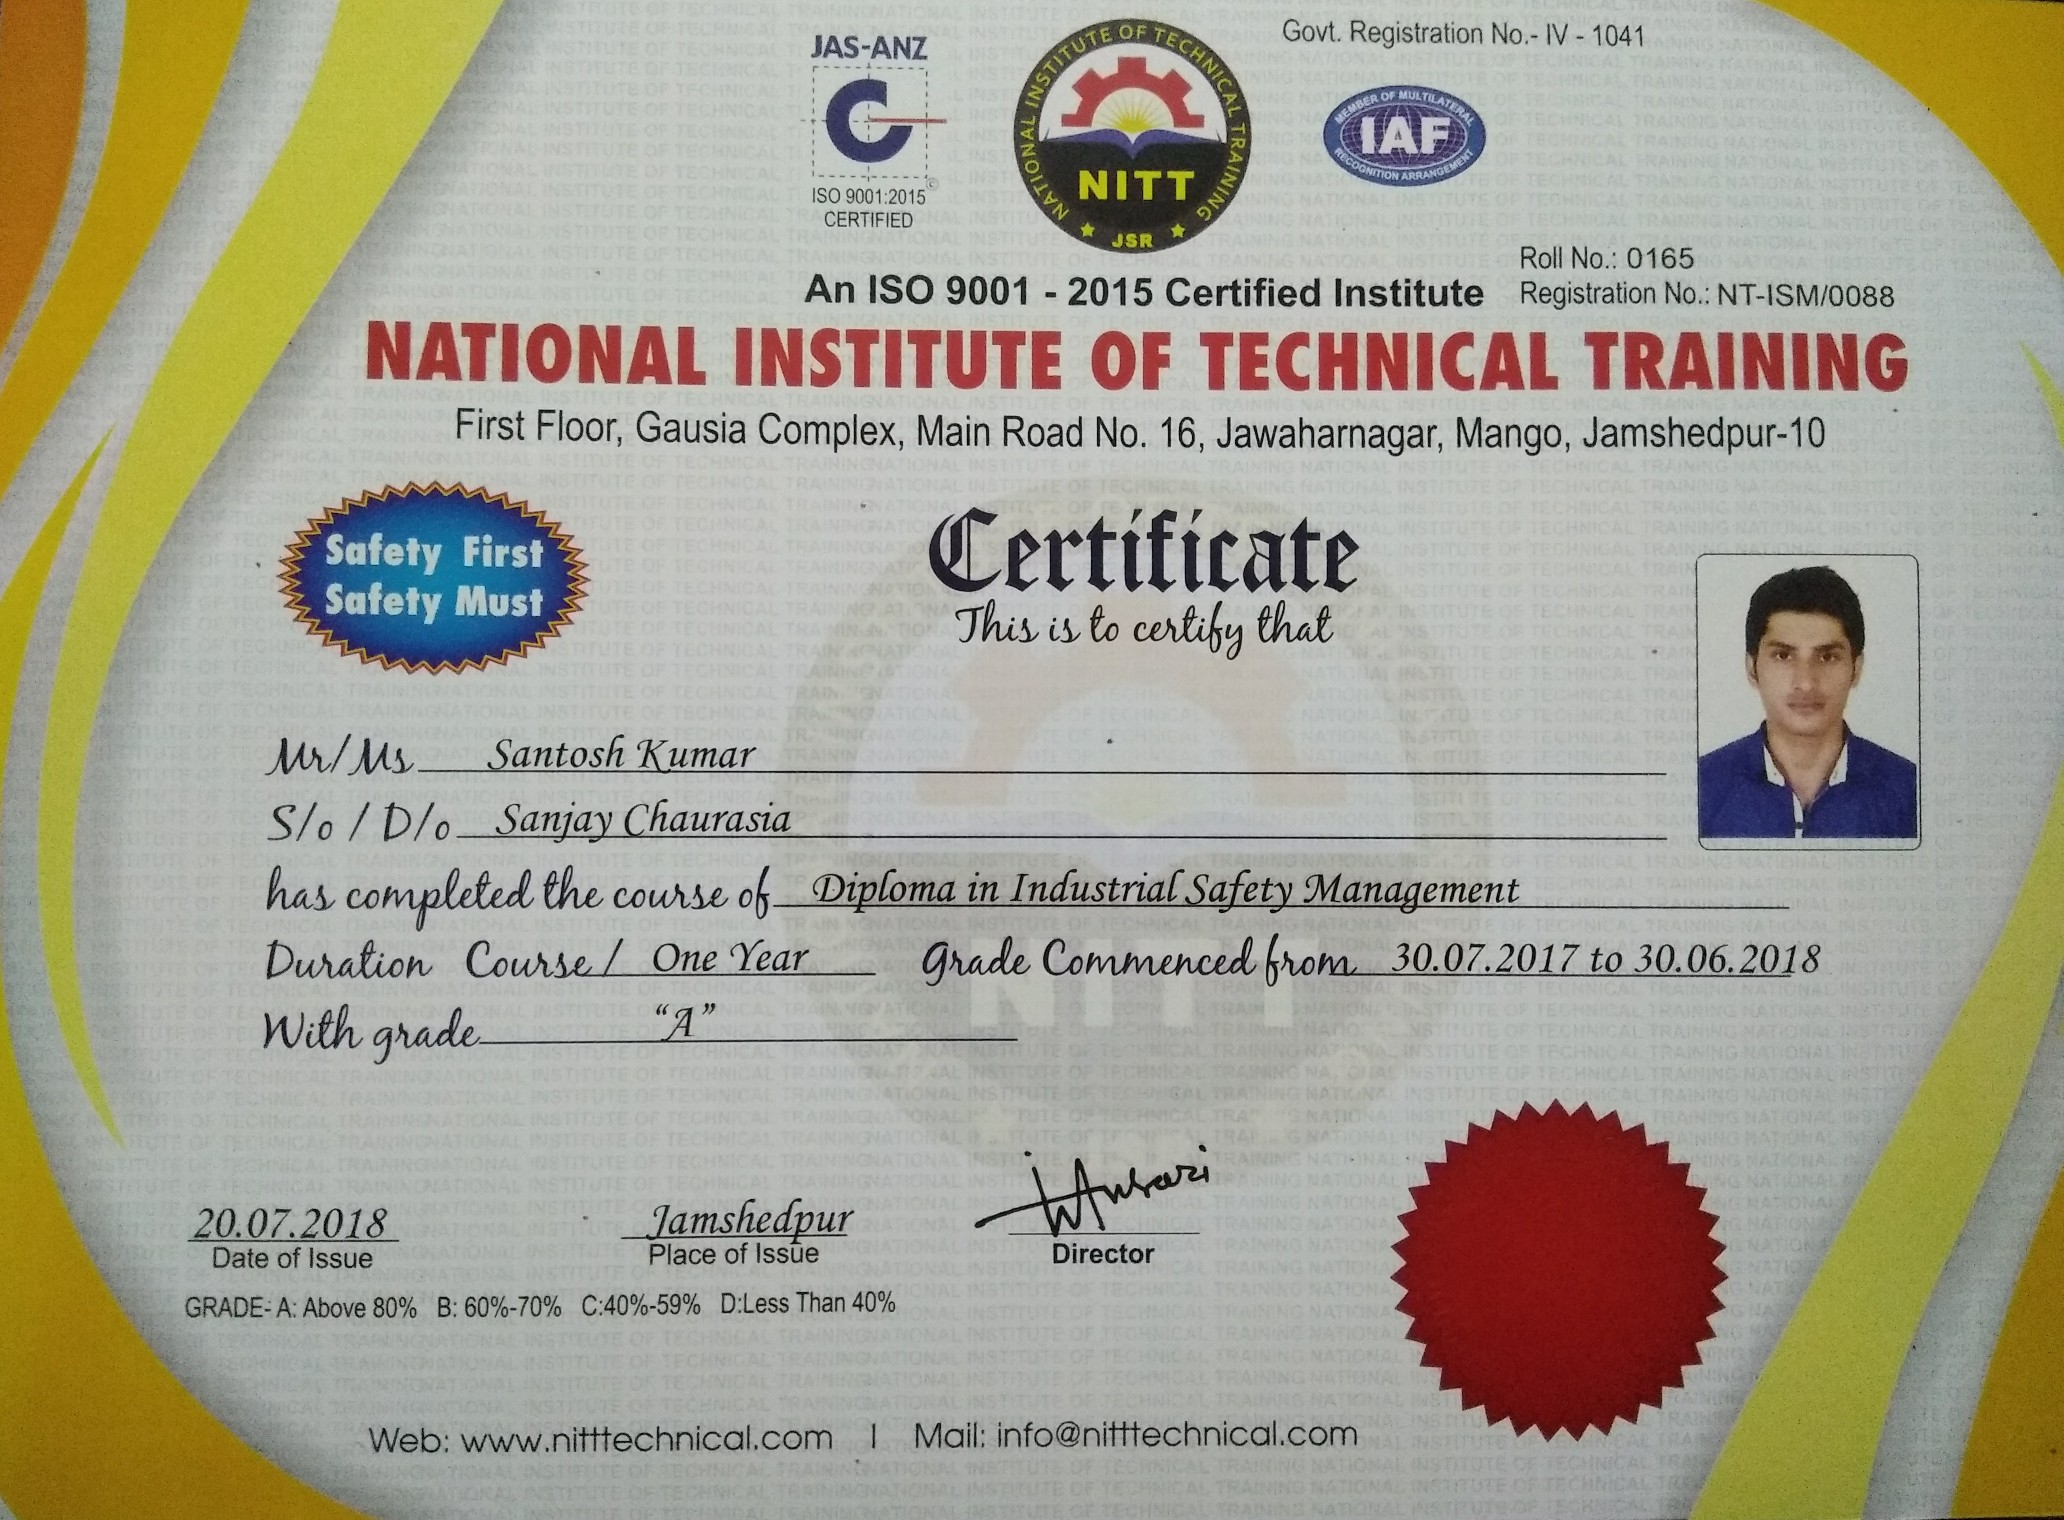 Govt. Registration No.- IV - 1041
JAS-ANZ
ISO 9001:2015
CERTIFIED
NATIONAL INSTITUTE OF TECHNICAL TRAINING
NITT
JSR
MEMBER OF MULTILATERAL
IAF
RECOGNITION ARRANGEMENT
Roll No.: 0165
An ISO 9001 - 2015 Certified Institute
Registration No.: NT-ISM/0088
NATIONAL INSTITUTE OF TECHNICAL TRAINING
First Floor, Gausia Complex, Main Road No. 16, Jawaharnagar, Mango, Jamshedpur-10
Safety First
Safety Must
Certificate
This is to certify that
Mr/Ms Santosh Kumar
S/o / D/o Sanjay Chaurasia
has completed the course of Diploma in Industrial Safety Management
Duration Course / One Year Grade Commenced from 30.07.2017 to 30.06.2018
With grade "A"
20.07.2018 Jamshedpur
Date of Issue Place of Issue Director
GRADE- A: Above 80% B: 60%-70% C:40%-59% D:Less Than 40%
Web: www.nitttechnical.com | Mail: info@nitttechnical.com